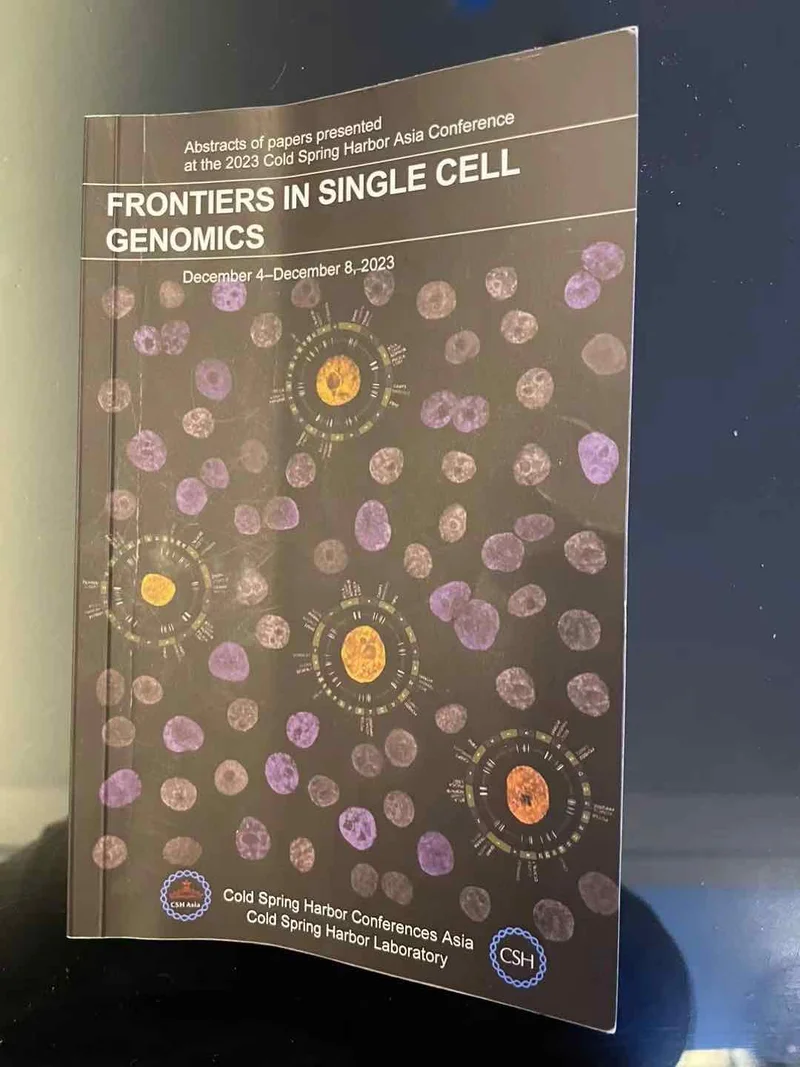 Abstracts of papers presented
at the 2023 Cold Spring Harbor Asia Conference
FRONTIERS IN SINGLE CELL
GENOMICS
December 4–December 8, 2023
CSH Asia
Cold Spring Harbor Conferences Asia
Cold Spring Harbor Laboratory
CSH